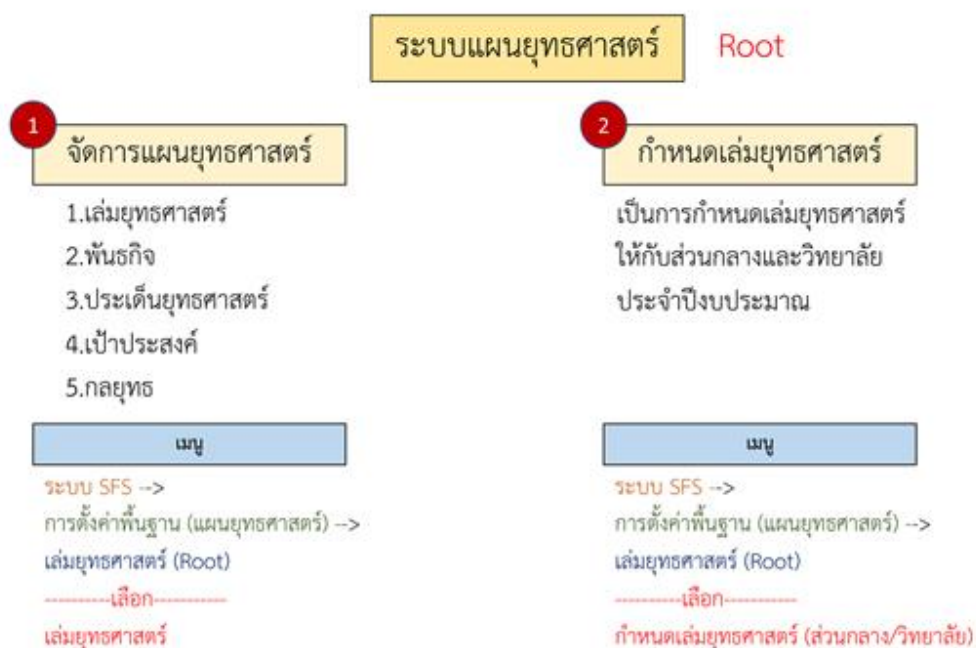 ระบบแผนยุทธศาสตร์ Root
1
จัดการแผนยุทธศาสตร์
1.เล่มยุทธศาสตร์
2.พันธกิจ
3.ประเด็นยุทธศาสตร์
4.เป้าประสงค์
5.กลยุทธ
เมนู
ระบบ SFS -->
การตั้งค่าพื้นฐาน (แผนยุทธศาสตร์) -->
เล่มยุทธศาสตร์ (Root)
----------เลือก-----------
เล่มยุทธศาสตร์
2
กำหนดเล่มยุทธศาสตร์
เป็นการกำหนดเล่มยุทธศาสตร์
ให้กับส่วนกลางและวิทยาลัย
ประจำปีงบประมาณ
เมนู
ระบบ SFS -->
การตั้งค่าพื้นฐาน (แผนยุทธศาสตร์) -->
เล่มยุทธศาสตร์ (Root)
----------เลือก-----------
กำหนดเล่มยุทธศาสตร์ (ส่วนกลาง/วิทยาลัย)